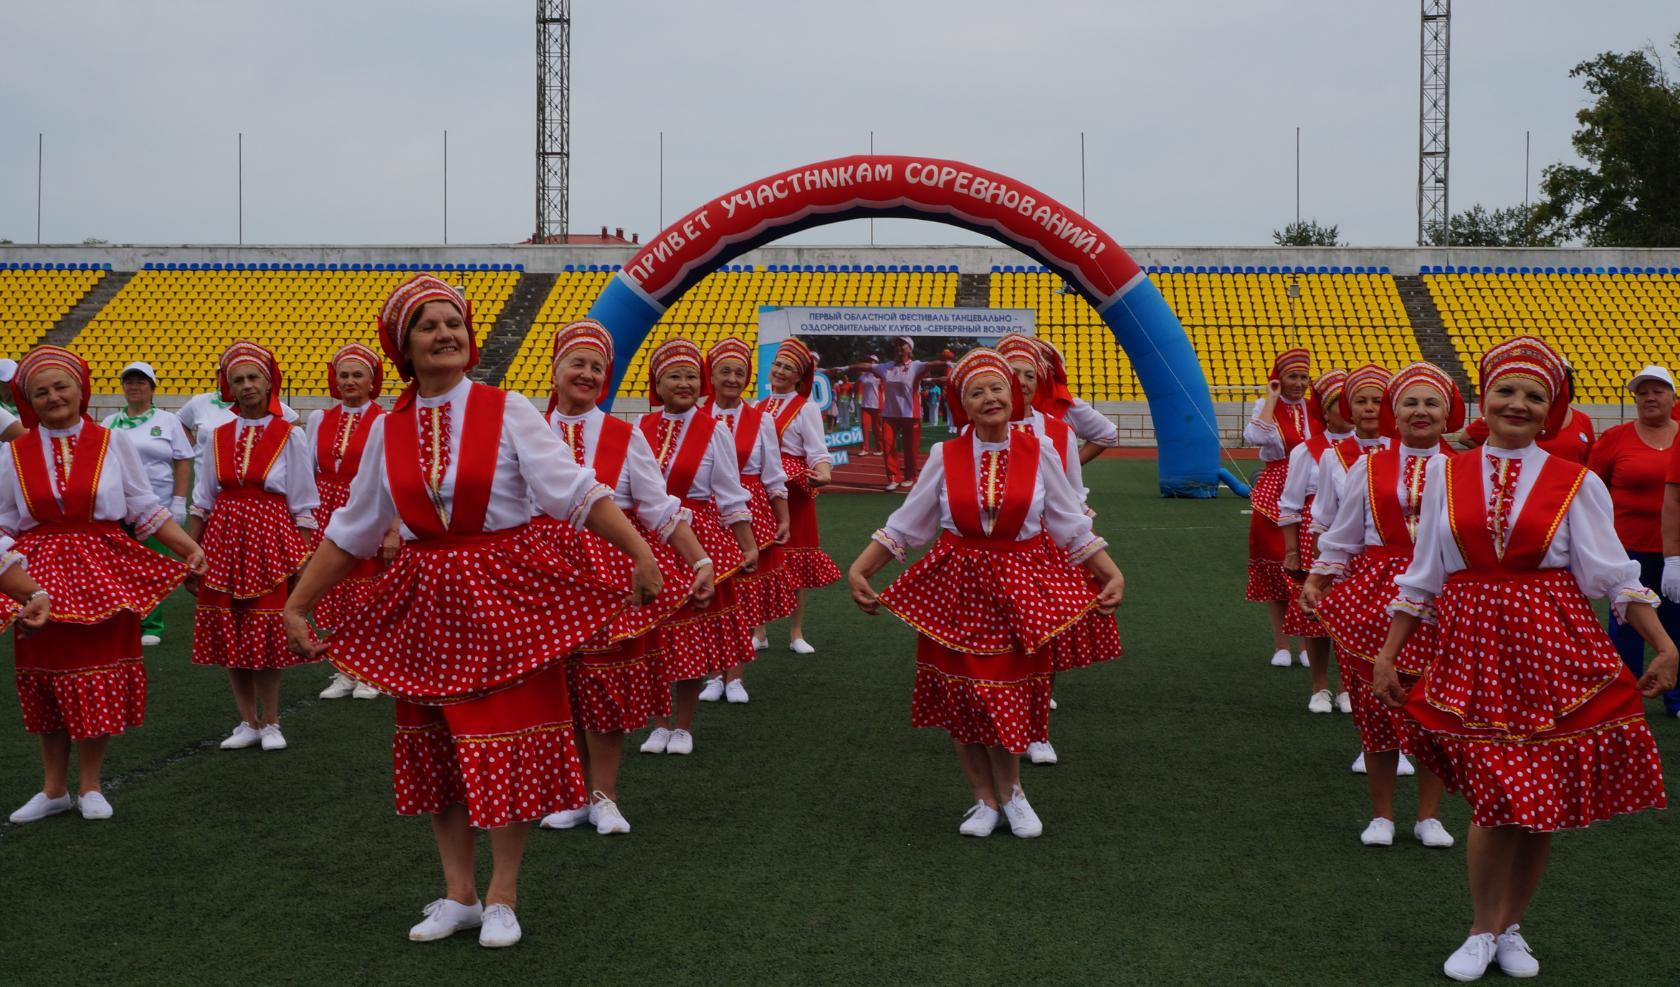 ПРИВЕТ УЧАСТНИКАМ СОРЕВНОВАНИЙ!
ПЕРВЫЙ ОБЛАСТНОЙ ФЕСТИВАЛЬ ТАНЦЕВАЛЬНО -
ОЗДОРОВИТЕЛЬНЫХ КЛУБОВ «СЕРЕБРЯНЫЙ ВОЗРАСТ»